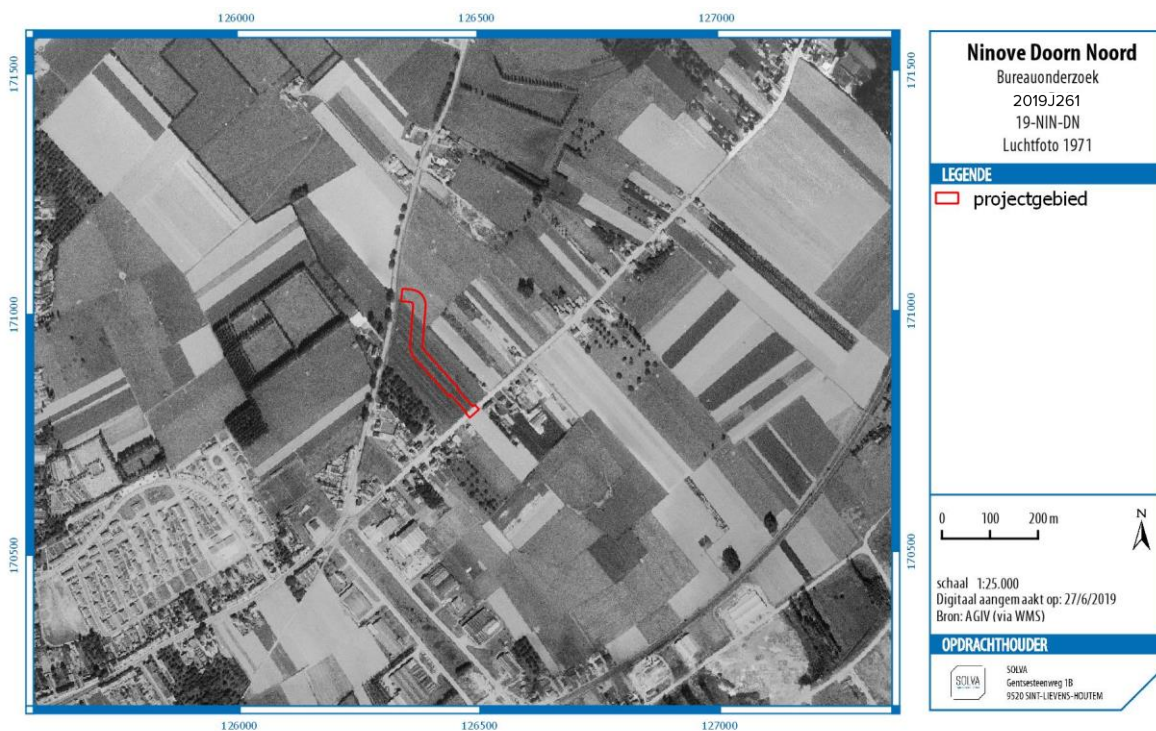 126000
126500
127000
171500
171500
171000
171000
170500
170500
126000
126500
127000
Ninove Doorn Noord
Bureauonderzoek
2019J261
19-NIN-DN
Luchtfoto 1971
LEGENDE
projectgebied
0 100 200 m
N
schaal 1:25.000
Digitaal aangemaakt op: 27/6/2019
Bron: AGIV (via WMS)
OPDRACHTHOUDER
SOLVA
SOLVA
Gentsesteenweg 1B
9520 SINT-LIEVENS-HOUTEM